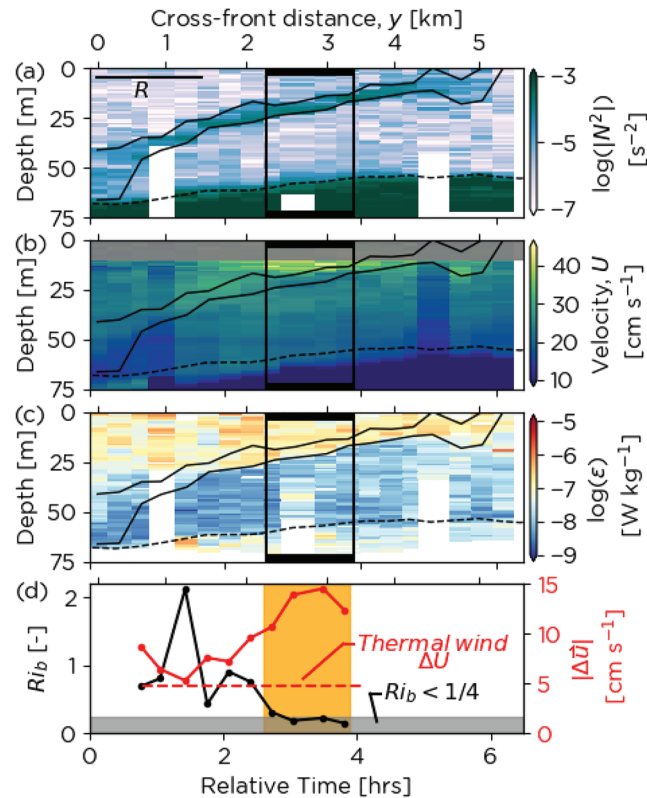 Cross-front distance, y [km]
0 1 2 3 4 5
(a)
R
Depth [m]
0
25
50
75
-3
-5
-7
log(|N²|)
[s⁻²]
(b)
Depth [m]
0
25
50
75
40
30
20
10
Velocity, U
[cm s⁻¹]
(c)
Depth [m]
0
25
50
75
-5
-6
-7
-8
-9
log(ε)
[W kg⁻¹]
(d)
Ri_b [-]
2
1
0
Thermal wind
ΔU
Ri_b < 1/4
15
10
5
0
|Δu⃗|
[cm s⁻¹]
0 2 4 6
Relative Time [hrs]